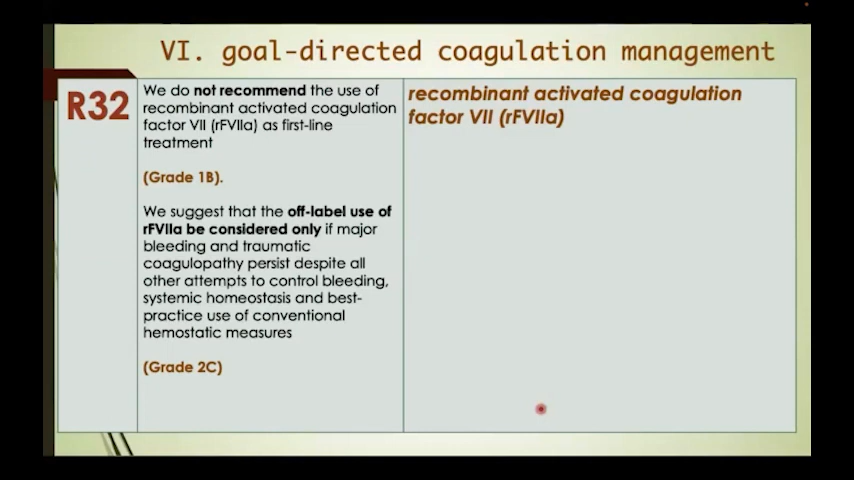 VI. goal-directed coagulation management
R32
We do not recommend the use of
recombinant activated coagulation
factor VII (rFVIIa) as first-line
treatment
(Grade 1B).
We suggest that the off-label use of
rFVIIa be considered only if major
bleeding and traumatic
coagulopathy persist despite all
other attempts to control bleeding,
systemic homeostasis and best-
practice use of conventional
hemostatic measures
(Grade 2C)
recombinant activated coagulation
factor VII (rFVIIa)